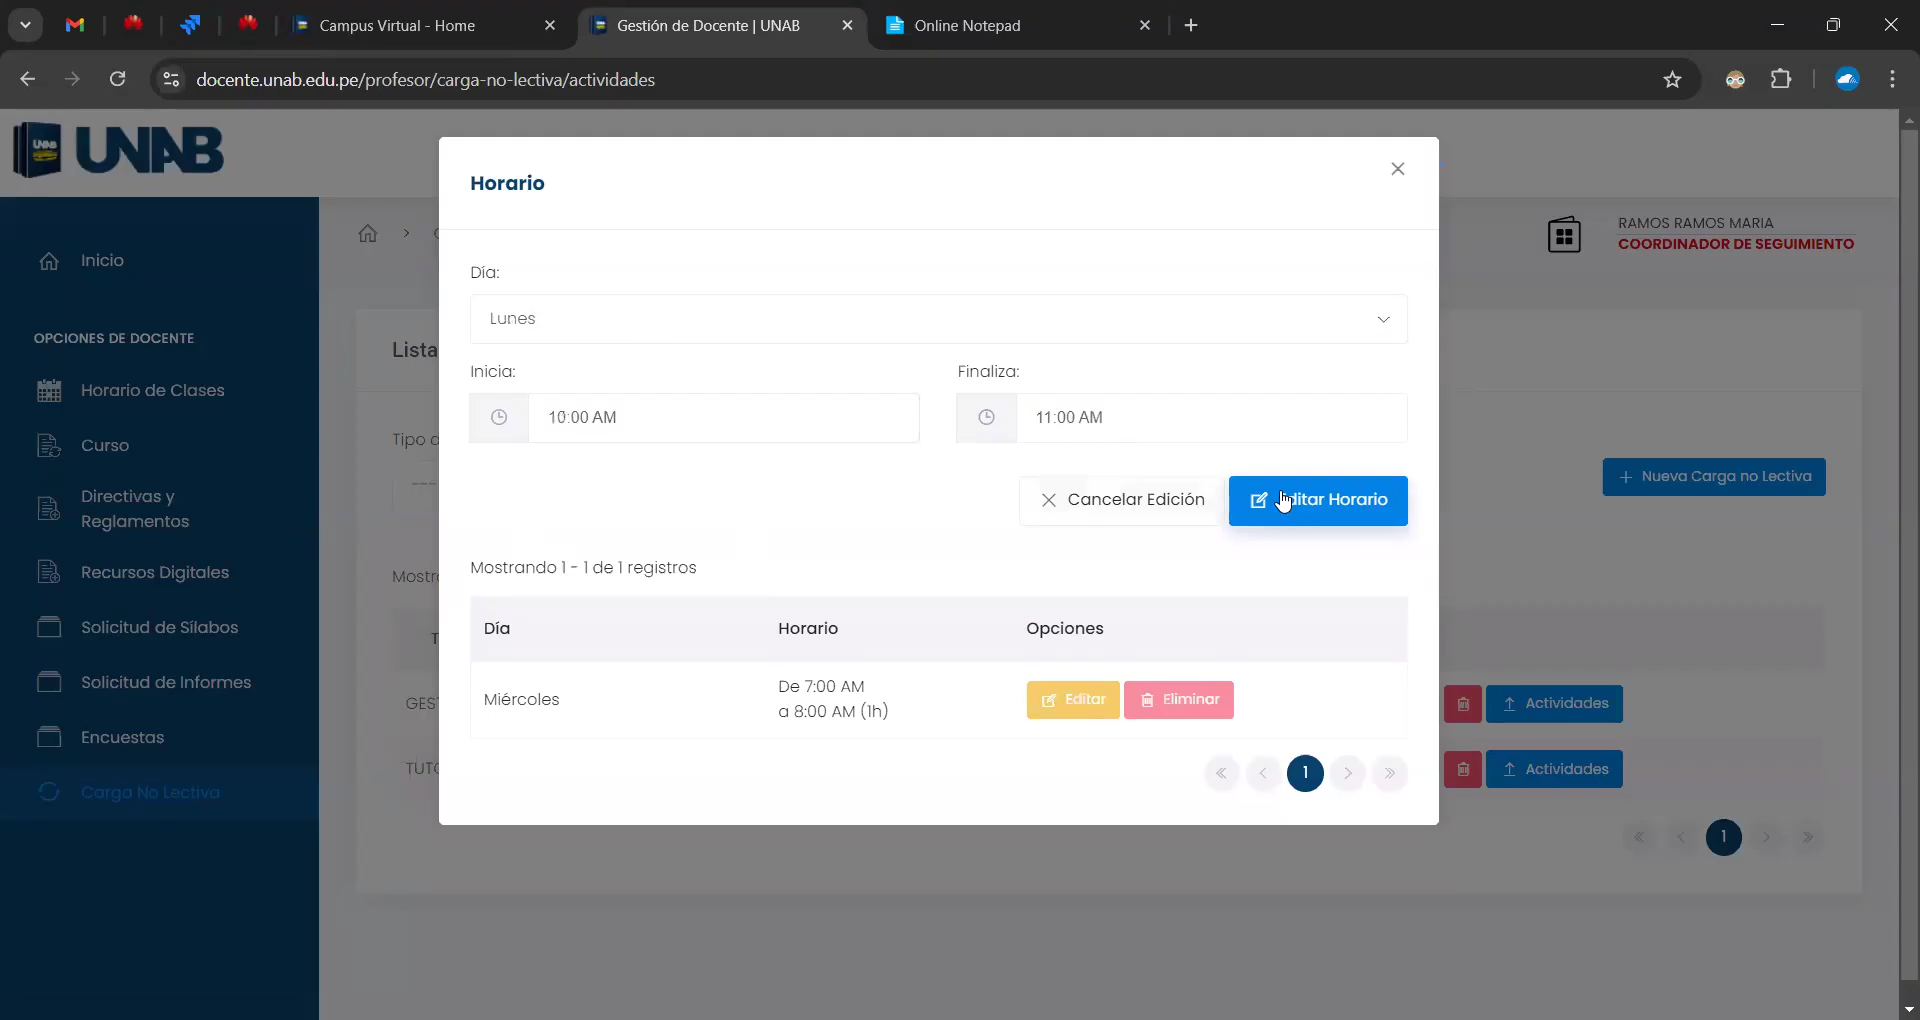 Campus Virtual - Home
Gestión de Docente | UNAB
Online Notepad
docente.unab.edu.pe/profesor/carga-no-lectiva/actividades
UNAB
UNAB
RAMOS RAMOS MARIA
COORDINADOR DE SEGUIMIENTO
Inicio
OPCIONES DE DOCENTE
Horario de Clases
Curso
Directivas y
Reglamentos
Recursos Digitales
Solicitud de Sílabos
Solicitud de Informes
Encuestas
Carga No Lectiva
Lista
Tipo
Mostr
GEST
TUTO
Horario
Día:
Lunes
Inicia:
Finaliza:
10:00 AM
11:00 AM
Cancelar Edición
Editar Horario
Mostrando 1 - 1 de 1 registros
Día
Horario
Opciones
Miércoles
De 7:00 AM
a 8:00 AM (1h)
Editar
Eliminar
1
Nueva Carga no Lectiva
Actividades
Actividades
1